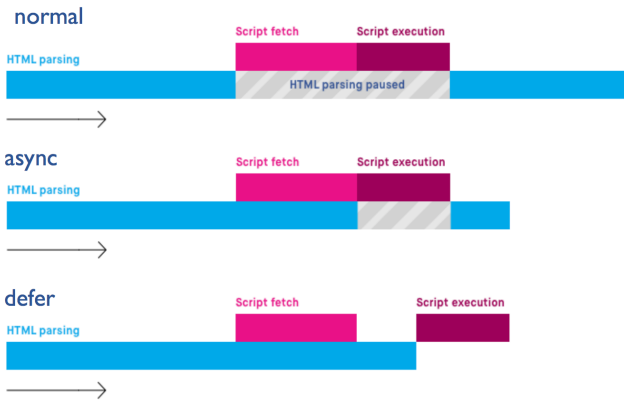 normal
Script fetch Script execution
HTML parsing
HTML parsing paused
async
Script fetch Script execution
HTML parsing
defer
Script fetch Script execution
HTML parsing